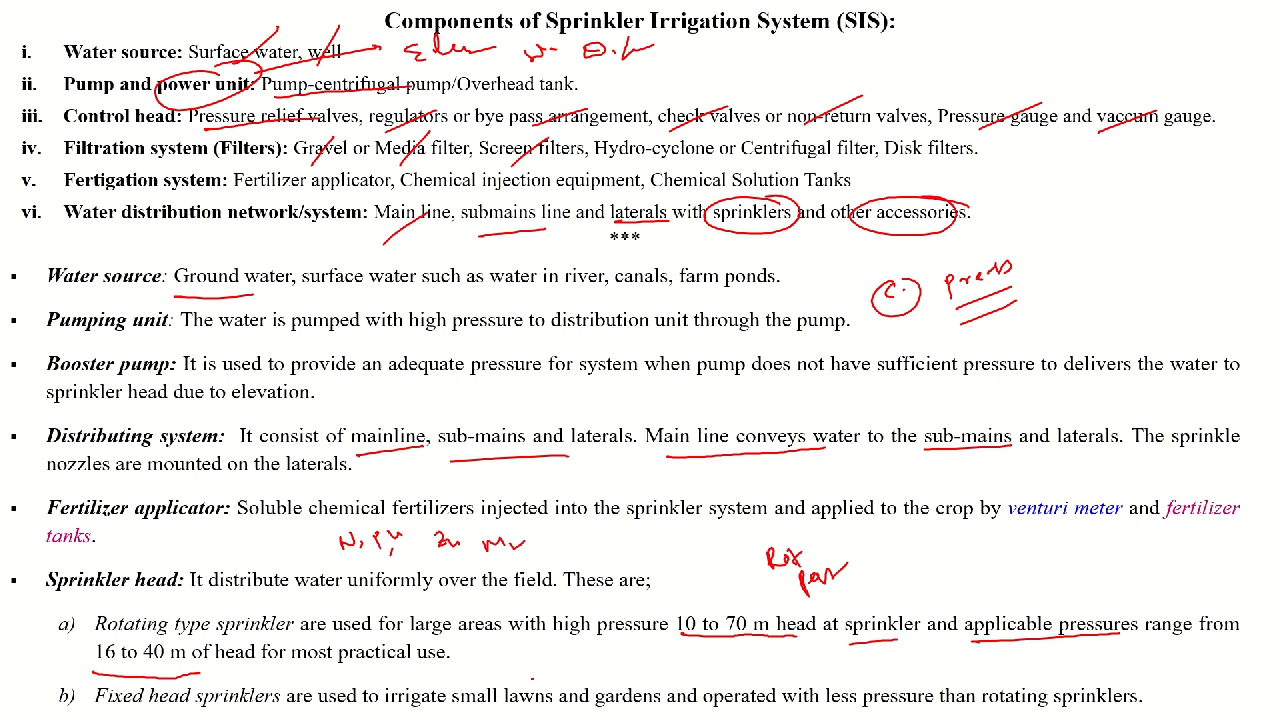 Components of Sprinkler Irrigation System (SIS):
i. Water source: Surface water, well
ii. Pump and power unit: Pump-centrifugal pump/Overhead tank.
iii. Control head: Pressure relief valves, regulators or bye pass arrangement, check valves or non-return valves, Pressure gauge and vaccum gauge.
iv. Filtration system (Filters): Gravel or Media filter, Screen filters, Hydro-cyclone or Centrifugal filter, Disk filters.
v. Fertigation system: Fertilizer applicator, Chemical injection equipment, Chemical Solution Tanks
vi. Water distribution network/system: Main line, submains line and laterals with sprinklers and other accessories.
***
▪ Water source: Ground water, surface water such as water in river, canals, farm ponds.
▪ Pumping unit: The water is pumped with high pressure to distribution unit through the pump.
▪ Booster pump: It is used to provide an adequate pressure for system when pump does not have sufficient pressure to delivers the water to
sprinkler head due to elevation.
▪ Distributing system: It consist of mainline, sub-mains and laterals. Main line conveys water to the sub-mains and laterals. The sprinkle
nozzles are mounted on the laterals.
▪ Fertilizer applicator: Soluble chemical fertilizers injected into the sprinkler system and applied to the crop by venturi meter and fertilizer
tanks.
▪ Sprinkler head: It distribute water uniformly over the field. These are;
a) Rotating type sprinkler are used for large areas with high pressure 10 to 70 m head at sprinkler and applicable pressures range from
16 to 40 m of head for most practical use.
b) Fixed head sprinklers are used to irrigate small lawns and gardens and operated with less pressure than rotating sprinklers.